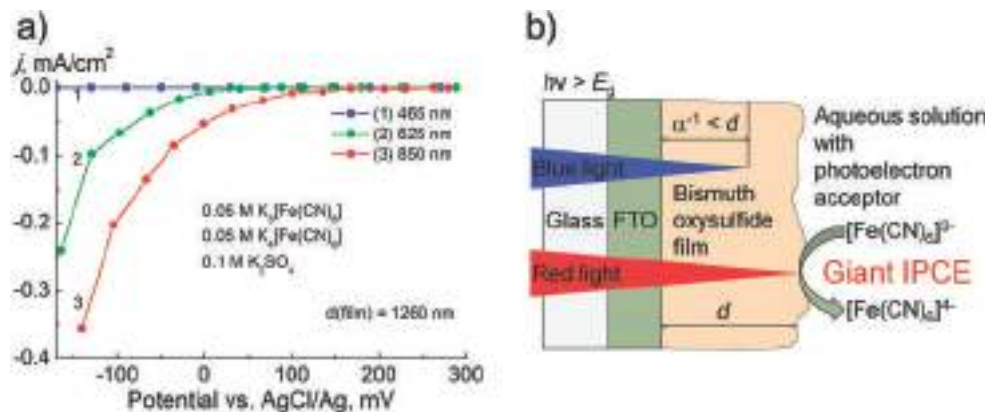 a)
j, mA/cm²
0.0
-0.1
-0.2
-0.3
-0.4
1
2
3
(1) 465 nm
(2) 625 nm
(3) 850 nm
0.05 M K₃[Fe(CN)₆]
0.05 M K₄[Fe(CN)₆]
0.1 M K₂SO₄
d(film) = 1260 nm
-100 0 100 200 300
Potential vs. AgCl/Ag, mV
b)
hν > E
α⁻¹ < d
Blue light
Glass
FTO
Bismuth
oxysulfide
film
Red light
d
Aqueous solution
with
photoelectron
acceptor
[Fe(CN)₆]³⁻
Giant IPCE
[Fe(CN)₆]⁴⁻